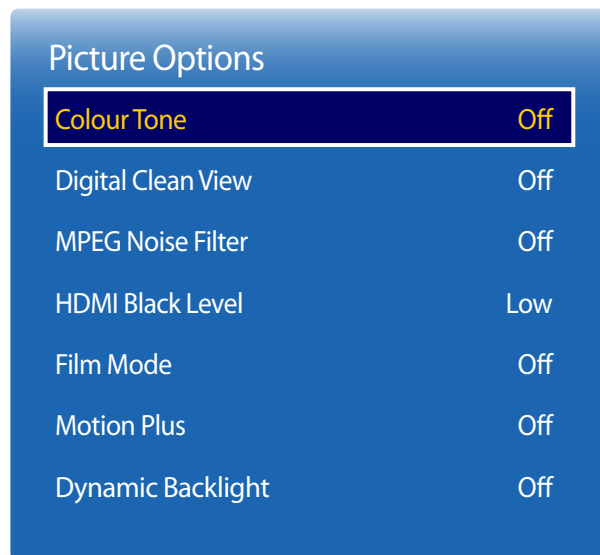 Picture Options
Colour Tone Off
Digital Clean View Off
MPEG Noise Filter Off
HDMI Black Level Low
Film Mode Off
Motion Plus Off
Dynamic Backlight Off